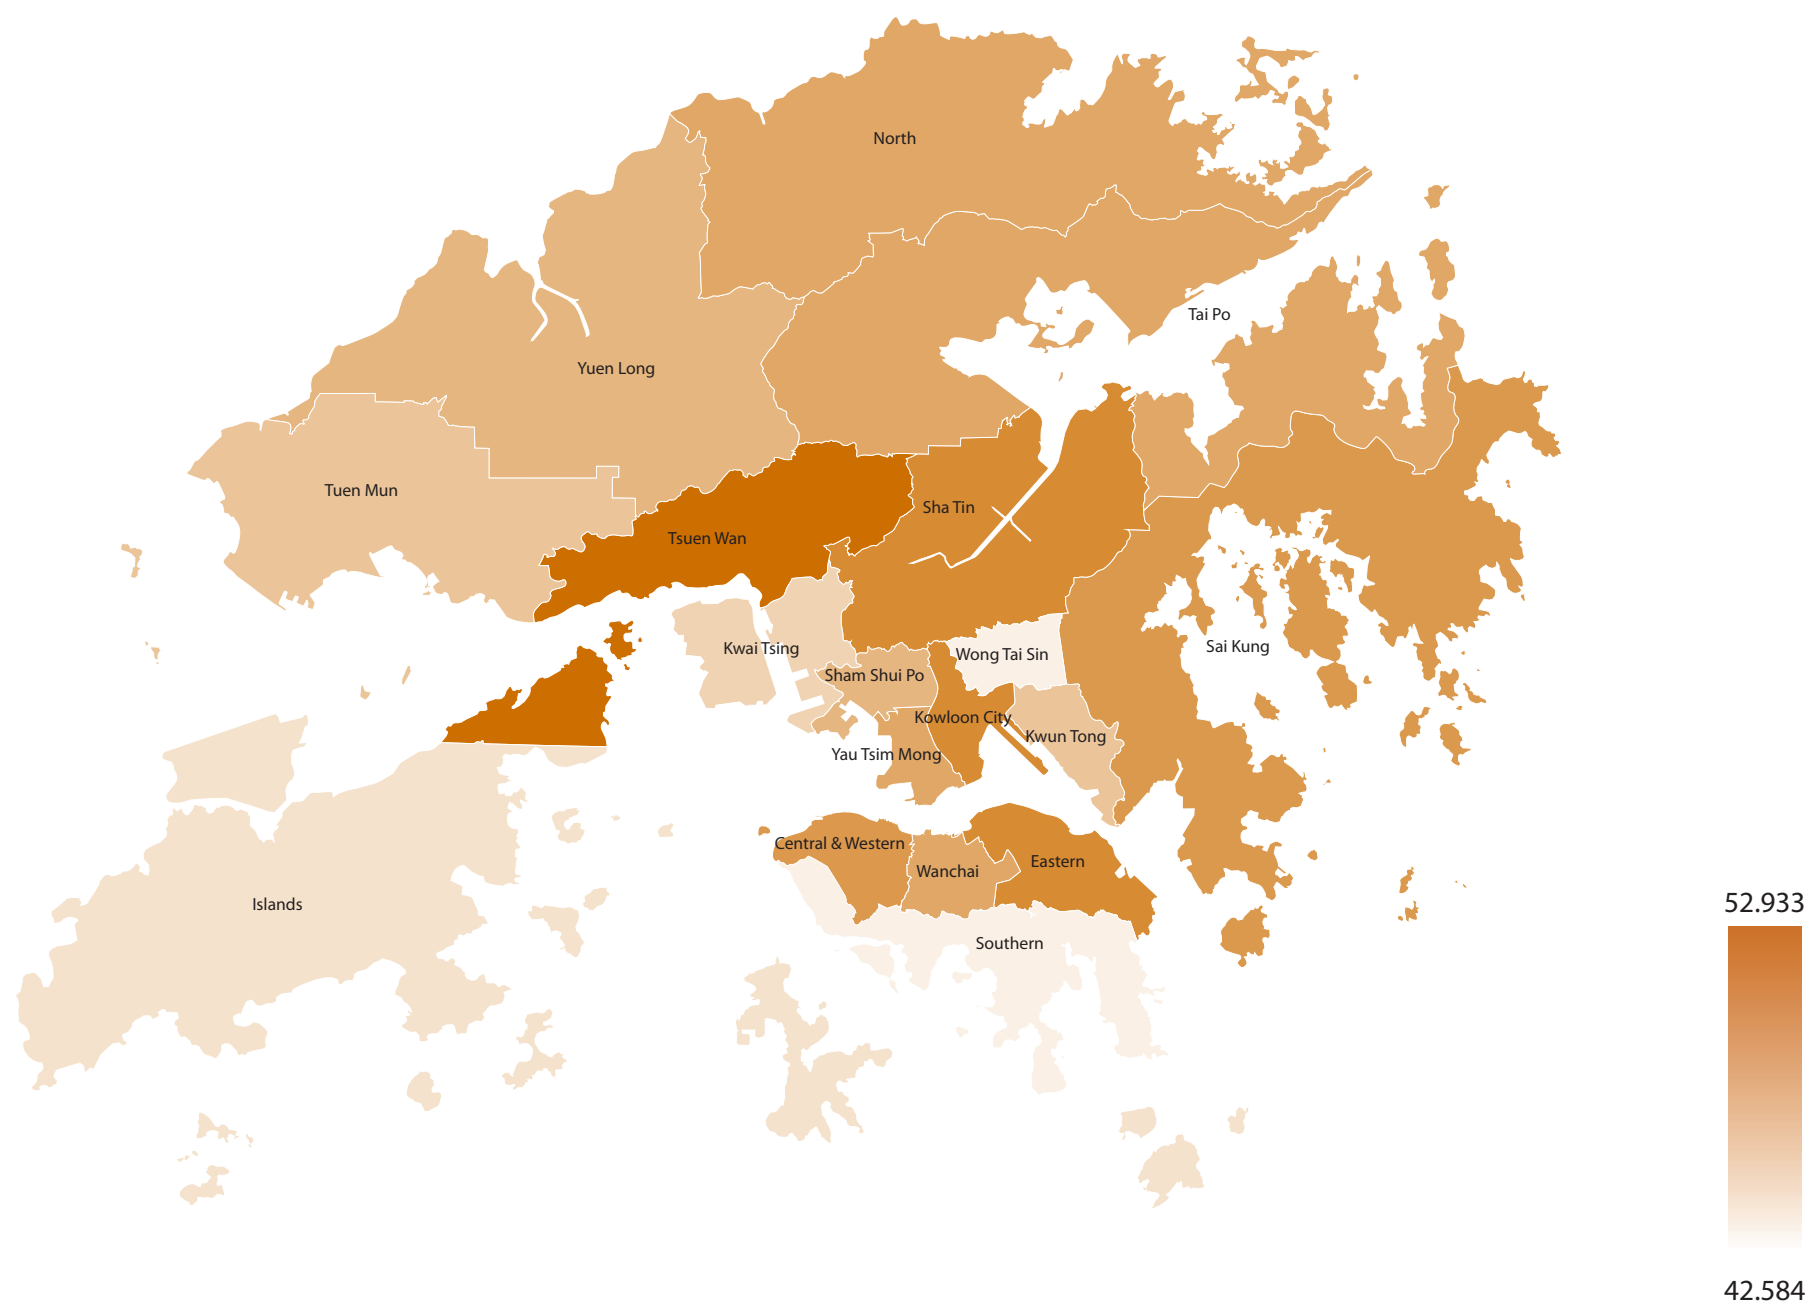 North
Tai Po
Yuen Long
Tuen Mun
Sha Tin
Tsuen Wan
Sai Kung
Kwai Tsing
Wong Tai Sin
Sham Shui Po
Kowloon City
Kwun Tong
Yau Tsim Mong
Central & Western
Eastern
Wanchai
Islands
52.933
Southern
42.584